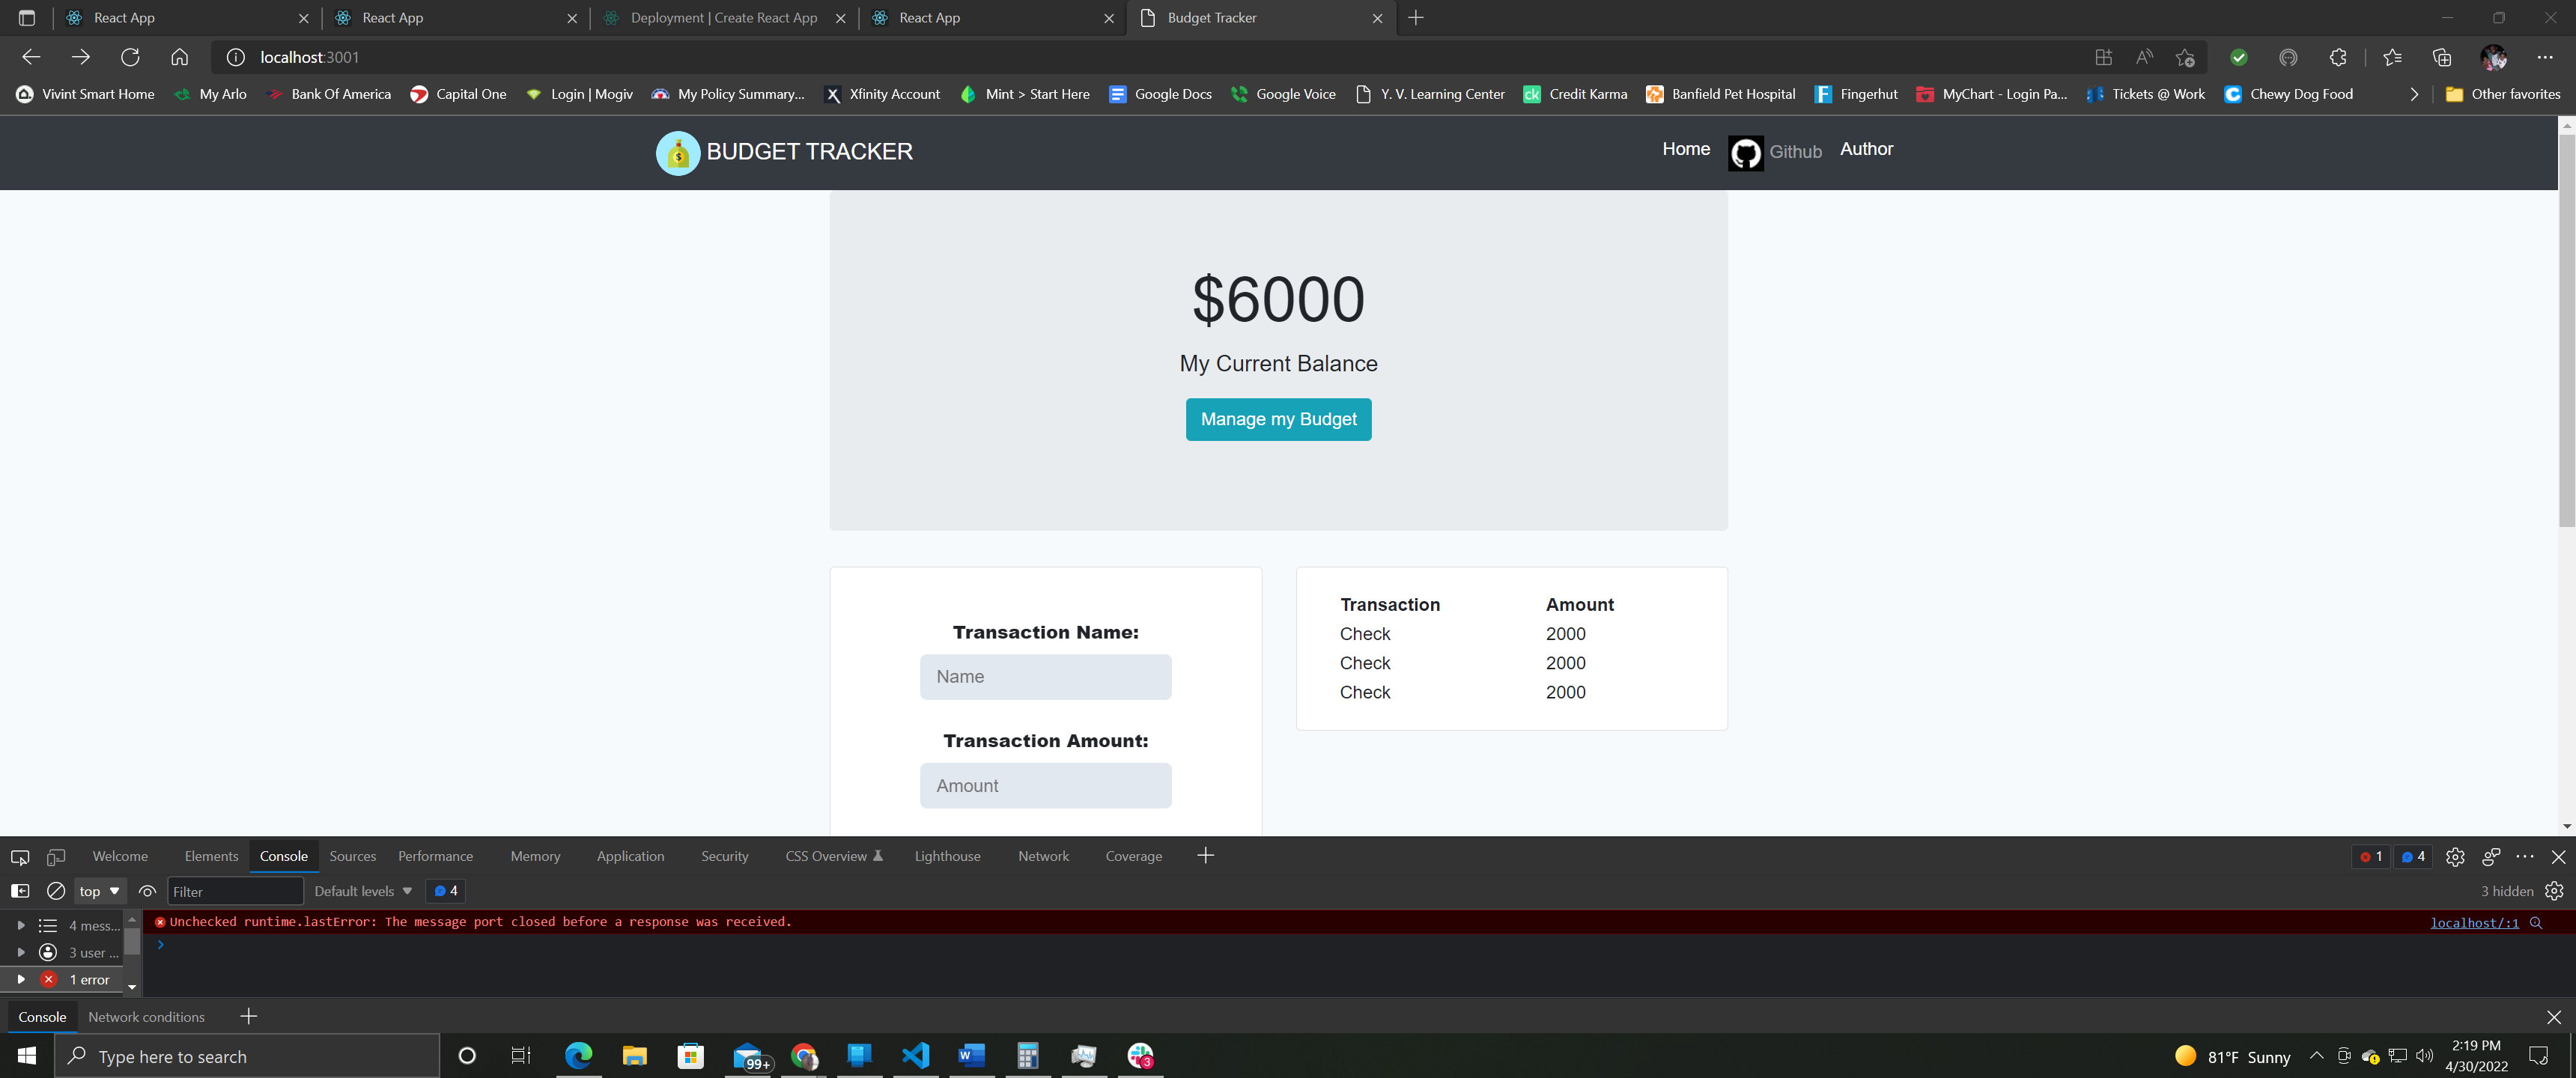 React App
React App
Deployment | Create React App
React App
Budget Tracker
localhost:3001
Vivint Smart Home
My Arlo
Bank Of America
Capital One
Login | Mogiv
My Policy Summary...
Xfinity Account
Mint > Start Here
Google Docs
Google Voice
Y. V. Learning Center
Credit Karma
Banfield Pet Hospital
Fingerhut
MyChart - Login Pa...
Tickets @ Work
Chewy Dog Food
Other favorites
BUDGET TRACKER
Home
Github
Author
$6000
My Current Balance
Manage my Budget
Transaction Name:
Name
Transaction Amount:
Amount
Transaction Amount
Check 2000
Check 2000
Check 2000
Welcome
Elements
Console
Sources
Performance
Memory
Application
Security
CSS Overview
Lighthouse
Network
Coverage
1
4
top
Filter
Default levels
4
3 hidden
4 mess...
3 user ...
1 error
Unchecked runtime.lastError: The message port closed before a response was received.
localhost/:1
Console
Network conditions
Type here to search
99+
3
81°F Sunny
2:19 PM
4/30/2022